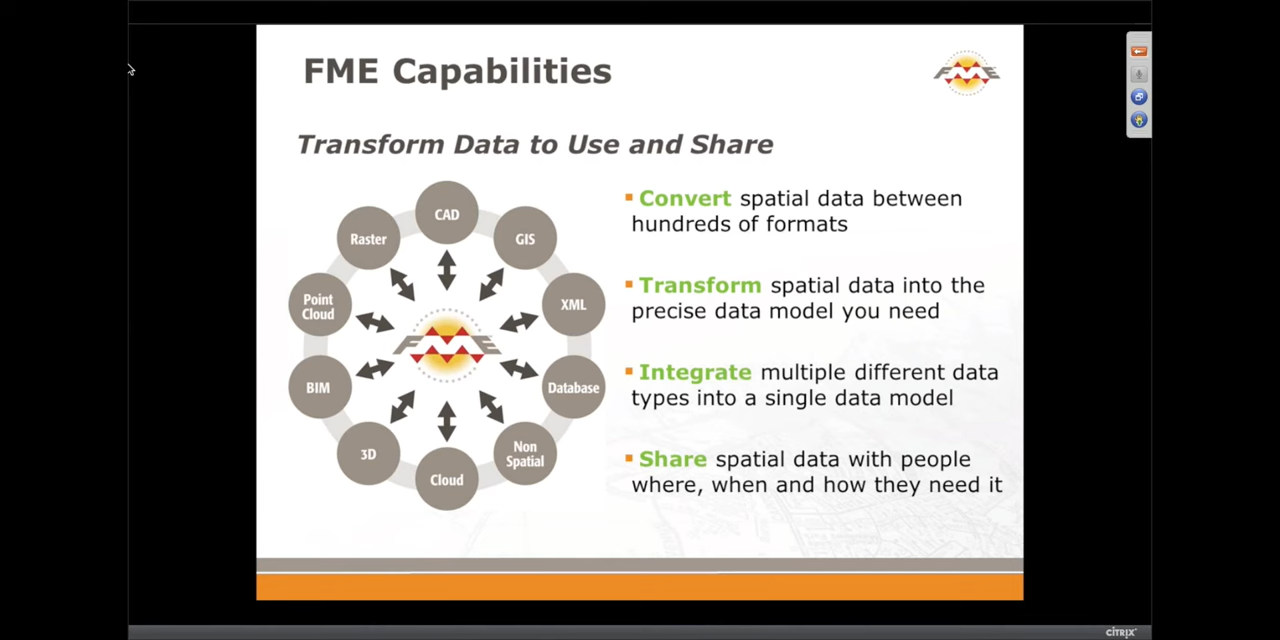 FME Capabilities
FME
Transform Data to Use and Share
CAD
GIS
XML
Database
Non
Spatial
Cloud
3D
BIM
Point
Cloud
Raster
FME
Convert spatial data between
hundreds of formats
Transform spatial data into the
precise data model you need
Integrate multiple different data
types into a single data model
Share spatial data with people
where, when and how they need it
CITRIX